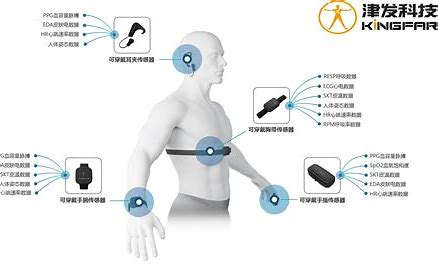 津发科技
KINGFAR
PPG血容量脉搏
EDA皮肤电数据
HR心跳速率数据
人体姿态数据
可穿戴耳夹传感器
RESP呼吸数据
ECG心电数据
SKT皮温数据
人体姿态数据
HR心跳速率数据
RPM呼吸率数据
可穿戴胸带传感器
PG血容量脉搏
A皮肤电数据
SKT皮温数据
人体姿态数据
心跳速率数据
可穿戴手腕传感器
PPG血容量脉搏
SpO2血氧饱和度
SKT皮温数据
EDA皮肤电数据
HR心跳速率数据
可穿戴手指传感器